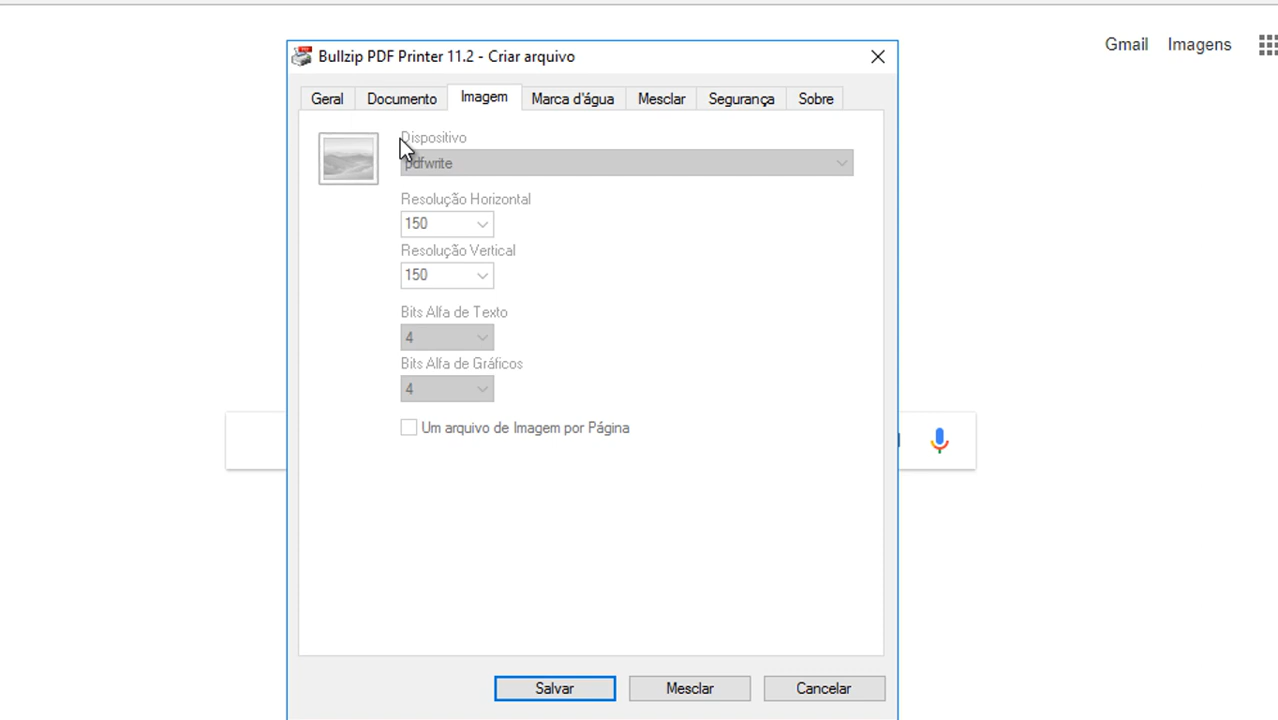 Gmail Imagens
Bullzip PDF Printer 11.2 - Criar arquivo
Geral Documento Imagem Marca d'água Mesclar Segurança Sobre
Dispositivo
pdfwrite
Resolução Horizontal
150
Resolução Vertical
150
Bits Alfa de Texto
4
Bits Alfa de Gráficos
4
Um arquivo de Imagem por Página
Salvar Mesclar Cancelar